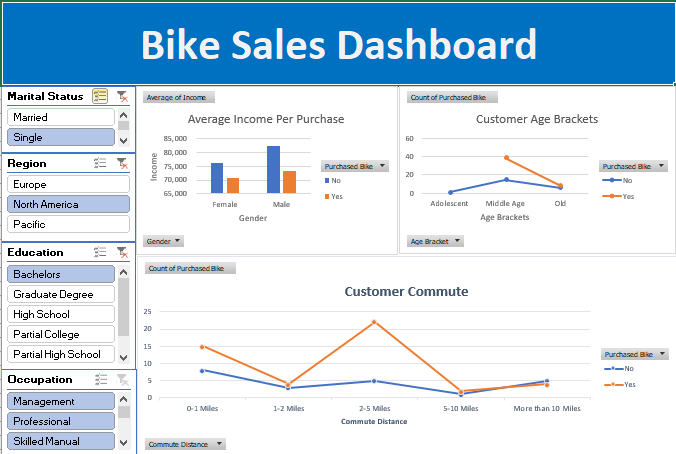 Bike Sales Dashboard
Marital Status
Married
Single
Region
Europe
North America
Pacific
Education
Bachelors
Graduate Degree
High School
Partial College
Partial High School
Occupation
Management
Professional
Skilled Manual
Average of Income
Average Income Per Purchase
Income
85,000
80,000
75,000
70,000
65,000
Female
Male
Gender
Purchased Bike
No
Yes
Gender
Count of Purchased Bike
Customer Age Brackets
60
40
20
0
Adolescent
Middle Age
Old
Age Brackets
Purchased Bike
No
Yes
Age Bracket
Count of Purchased Bike
Customer Commute
25
20
15
10
5
0
0-1 Miles
1-2 Miles
2-5 Miles
5-10 Miles
More than 10 Miles
Commute Distance
Purchased Bike
No
Yes
Commute Distance